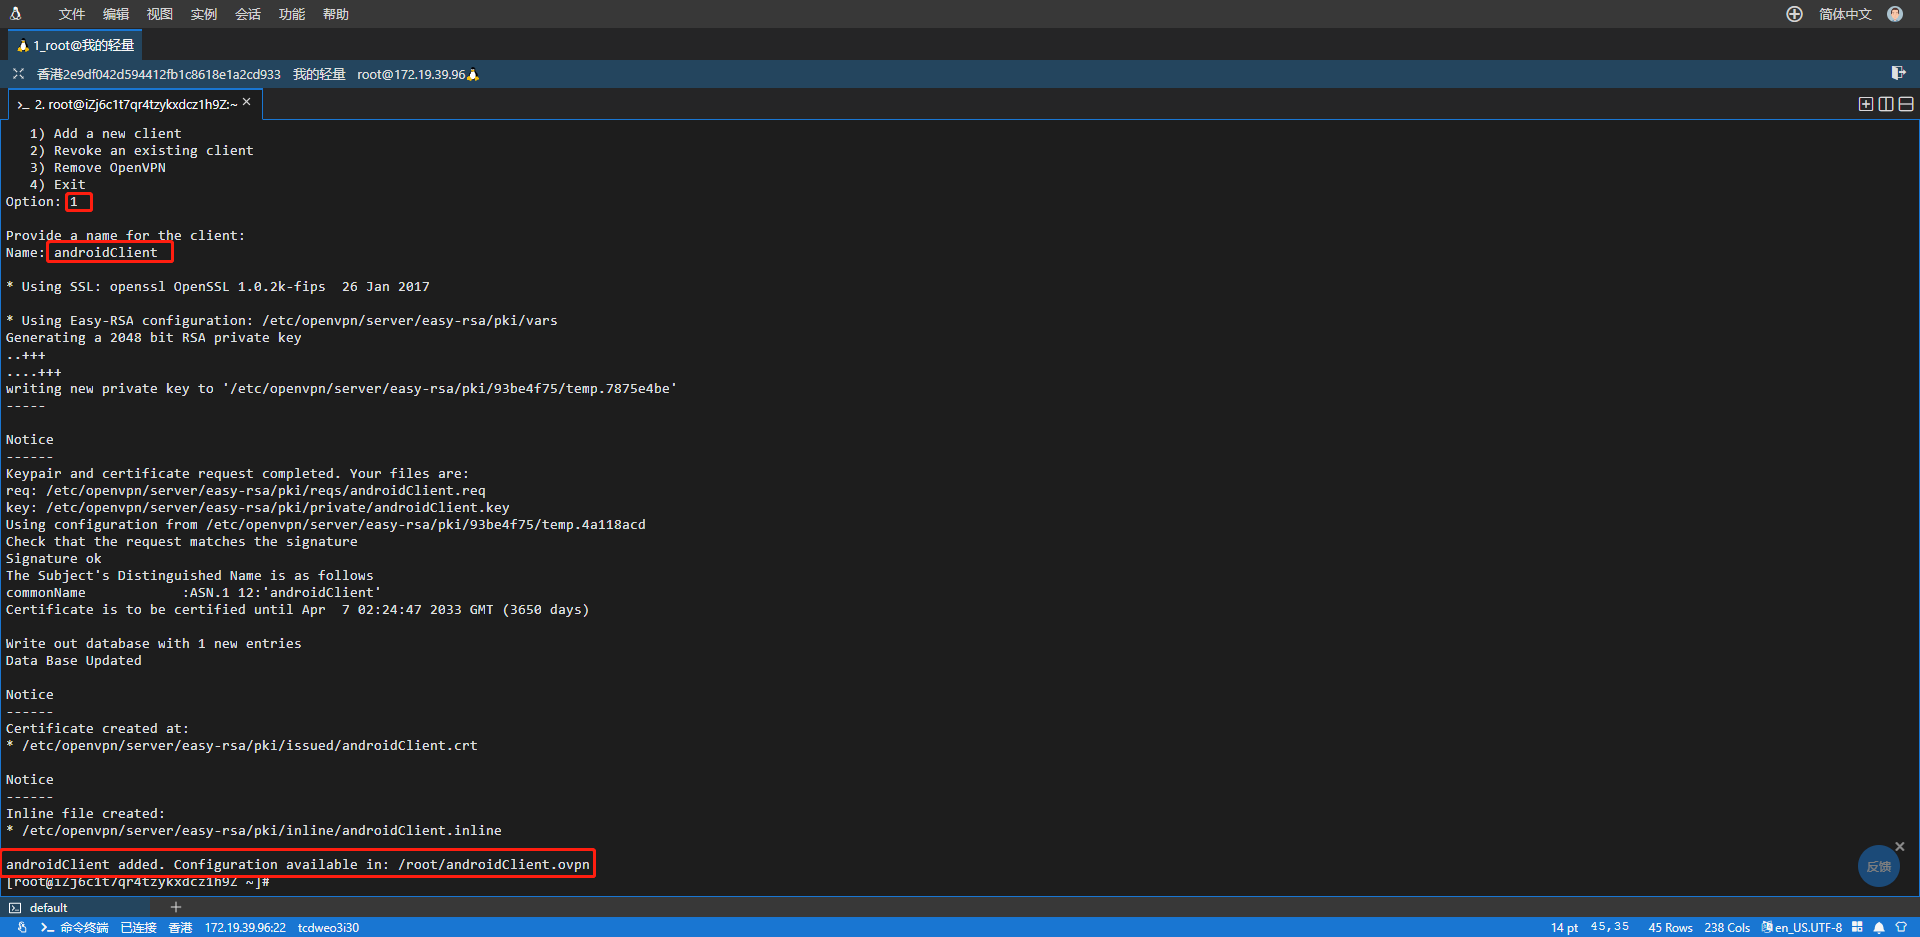 文件 编辑 视图 实例 会话 功能 帮助 简体中文
1_root@我的轻量
香港2e9df042d594412fb1c8618e1a2cd933 我的轻量 root@172.19.39.96
>_ 2. root@iZj6c1t7qr4tzykxdcz1h9Z:~ ×
1) Add a new client
2) Revoke an existing client
3) Remove OpenVPN
4) Exit
Option: 1
Provide a name for the client:
Name: androidClient
* Using SSL: openssl OpenSSL 1.0.2k-fips  26 Jan 2017
* Using Easy-RSA configuration: /etc/openvpn/server/easy-rsa/pki/vars
Generating a 2048 bit RSA private key
..+++
....+++
writing new private key to '/etc/openvpn/server/easy-rsa/pki/93be4f75/temp.7875e4be'
-----
Notice
------
Keypair and certificate request completed. Your files are:
req: /etc/openvpn/server/easy-rsa/pki/reqs/androidClient.req
key: /etc/openvpn/server/easy-rsa/pki/private/androidClient.key
Using configuration from /etc/openvpn/server/easy-rsa/pki/93be4f75/temp.4a118acd
Check that the request matches the signature
Signature ok
The Subject's Distinguished Name is as follows
commonName            :ASN.1 12:'androidClient'
Certificate is to be certified until Apr  7 02:24:47 2033 GMT (3650 days)
Write out database with 1 new entries
Data Base Updated
Notice
------
Certificate created at:
* /etc/openvpn/server/easy-rsa/pki/issued/androidClient.crt
Notice
------
Inline file created:
* /etc/openvpn/server/easy-rsa/pki/inline/androidClient.inline
androidClient added. Configuration available in: /root/androidClient.ovpn
[root@iZj6c1t7qr4tzykxdcz1h9Z ~]#
反馈
default +
>_ 命令终端 已连接 香港 172.19.39.96:22 tcdweo3i30 14 pt 45,35 45 Rows 238 Cols en_US.UTF-8